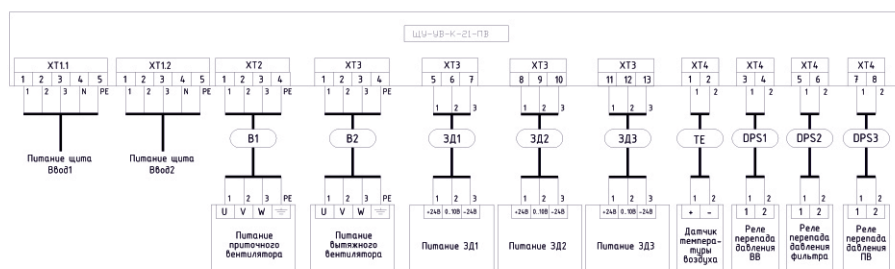 ЩУ-УВ-К-21-ПВ
XT1.1 XT1.2 XT2 XT3 XT3 XT3 XT3 XT4 XT4 XT4 XT4
1 2 3 4 5 1 2 3 4 5 1 2 3 4 1 2 3 4 5 6 7 8 9 10 11 12 13 1 2 3 4 5 6 7 8
1 2 3 N PE 1 2 3 N PE 1 2 3 PE 1 2 3 PE
1 2 3 1 2 3 1 2 3 1 2 1 2 1 2 1 2
В1 В2 ЗД1 ЗД2 ЗД3 TE DPS1 DPS2 DPS3
Питание щита
Ввод1
Питание щита
Ввод2
1 2 3 PE 1 2 3 PE 1 2 3 1 2 3 1 2 3 1 2 1 2 1 2 1 2
U V W U V W +24В 0..10В -24В +24В 0..10В -24В +24В 0..10В -24В + - 1 2 1 2 1 2
Питание
приточного
вентилятора
Питание
вытяжного
вентилятора
Питание ЗД1
Питание ЗД2
Питание ЗД3
Датчик
темпера-
туры
воздуха
Реле
перепада
давления
ВВ
Реле
перепада
давления
фильтра
Реле
перепада
давления
ПВ